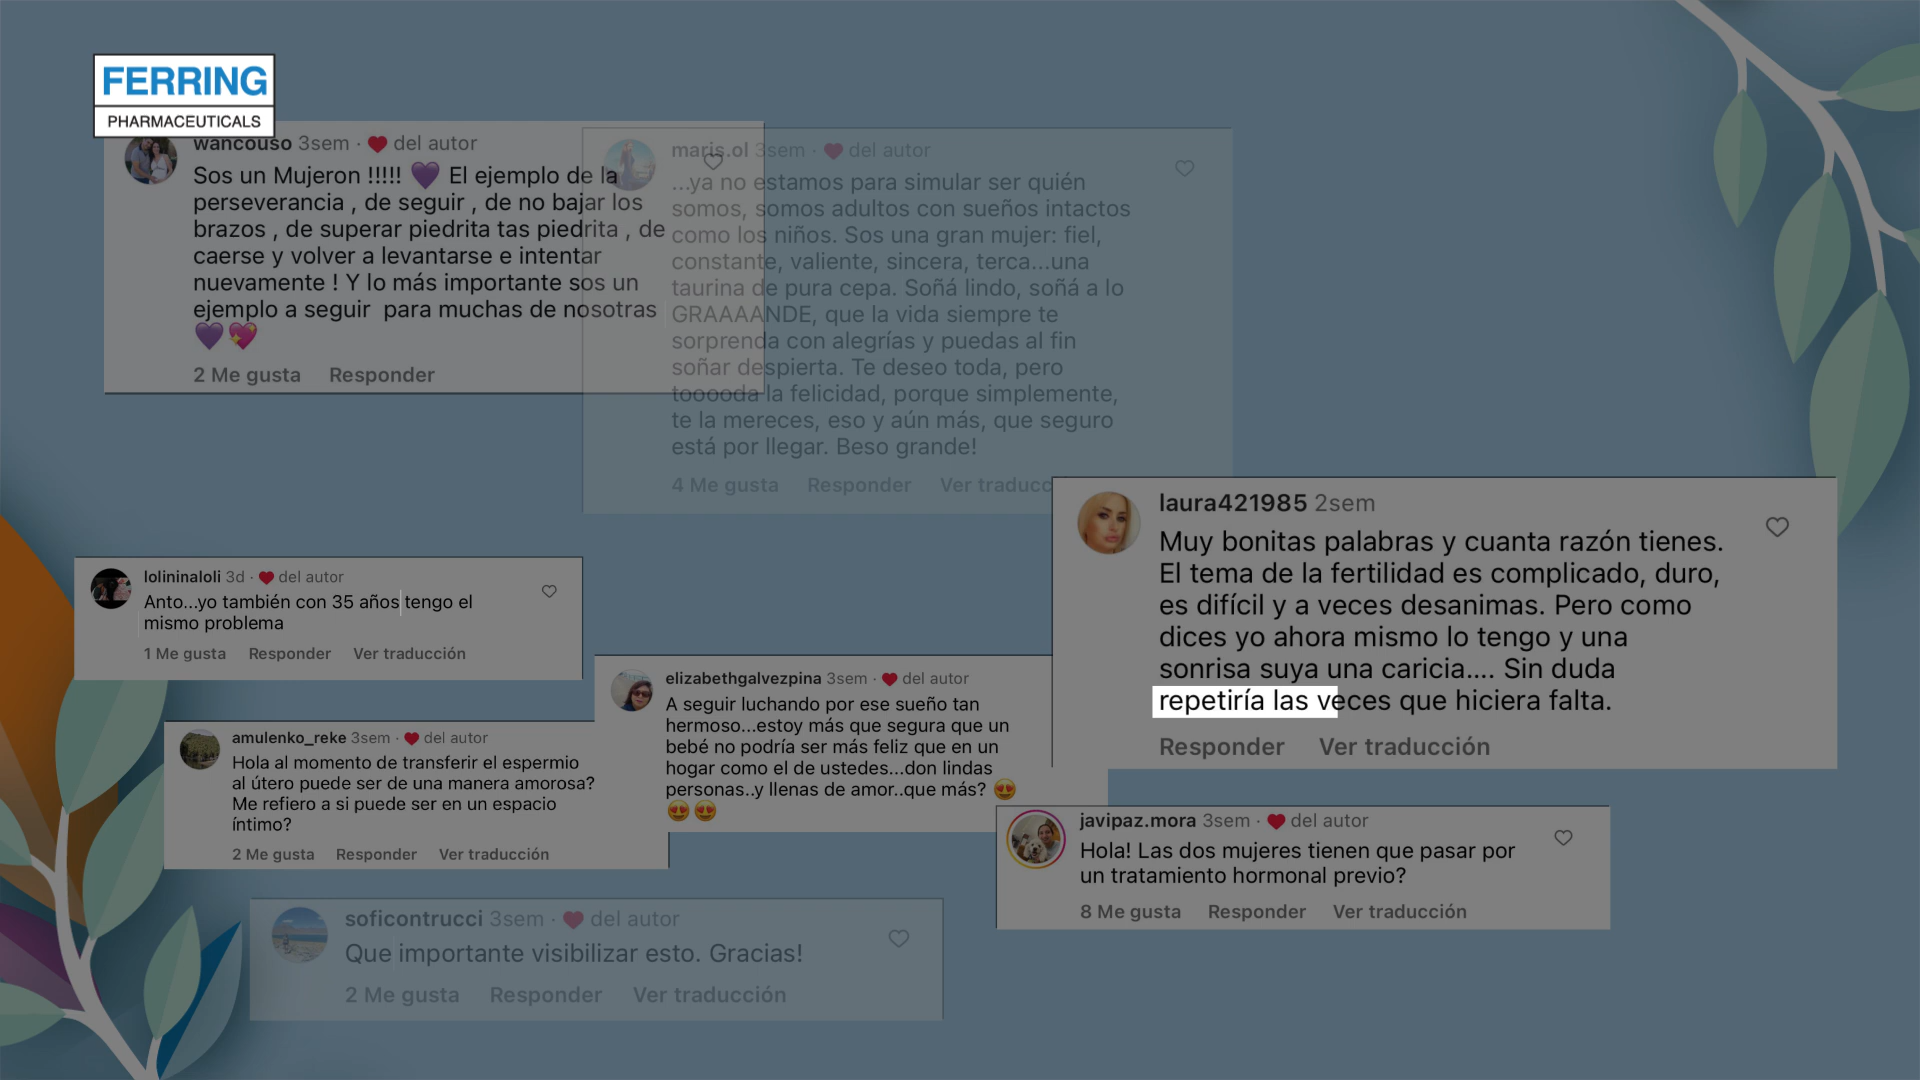 FERRING
PHARMACEUTICALS
wancouso 3sem · ❤️ del autor
Sos un Mujeron !!!!! 💜 El ejemplo de la
perseverancia , de seguir , de no bajar los
brazos , de superar piedrita tas piedrita , de
caerse y volver a levantarse e intentar
nuevamente ! Y lo más importante sos un
ejemplo a seguir para muchas de nosotras
💜💖
2 Me gusta Responder
maris.ol 3sem · ❤️ del autor
...ya no estamos para simular ser quién
somos, somos adultos con sueños intactos
como los niños. Sos una gran mujer: fiel,
constante, valiente, sincera, terca...una
taurina de pura cepa. Soñá lindo, soñá a lo
GRAAAANDE, que la vida siempre te
sorprenda con alegrías y puedas al fin
soñar despierta. Te deseo toda, pero
tooooda la felicidad, porque simplemente,
te la mereces, eso y aún más, que seguro
está por llegar. Beso grande!
4 Me gusta Responder Ver traducc
laura421985 2sem
Muy bonitas palabras y cuanta razón tienes.
El tema de la fertilidad es complicado, duro,
es difícil y a veces desanimas. Pero como
dices yo ahora mismo lo tengo y una
sonrisa suya una caricia.... Sin duda
repetiría las veces que hiciera falta.
Responder Ver traducción
lolininaloli 3d · ❤️ del autor
Anto...yo también con 35 años tengo el
mismo problema
1 Me gusta Responder Ver traducción
elizabethgalvezpina 3sem · ❤️ del autor
A seguir luchando por ese sueño tan
hermoso...estoy más que segura que un
bebé no podría ser más feliz que en un
hogar como el de ustedes...don lindas
personas..y llenas de amor..que más? 😍
😍😍
amulenko_reke 3sem · ❤️ del autor
Hola al momento de transferir el espermio
al útero puede ser de una manera amorosa?
Me refiero a si puede ser en un espacio
íntimo?
2 Me gusta Responder Ver traducción
javipaz.mora 3sem · ❤️ del autor
Hola! Las dos mujeres tienen que pasar por
un tratamiento hormonal previo?
8 Me gusta Responder Ver traducción
soficontrucci 3sem · ❤️ del autor
Que importante visibilizar esto. Gracias!
2 Me gusta Responder Ver traducción